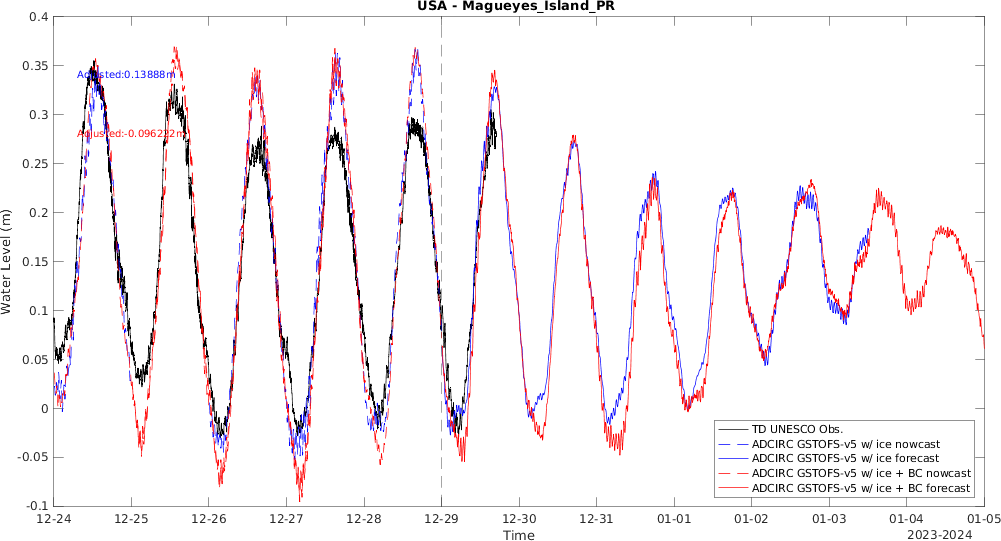 USA - Magueyes_Island_PR
0.4
0.35
0.3
0.25
0.2
0.15
0.1
0.05
0
-0.05
-0.1
Water Level (m)
Adjusted:0.13888m
Adjusted:-0.096222m
TD UNESCO Obs.
ADCIRC GSTOFS-v5 w/ ice nowcast
ADCIRC GSTOFS-v5 w/ ice forecast
ADCIRC GSTOFS-v5 w/ ice + BC nowcast
ADCIRC GSTOFS-v5 w/ ice + BC forecast
12-24 12-25 12-26 12-27 12-28 12-29 12-30 12-31 01-01 01-02 01-03 01-04 01-05
Time
2023-2024